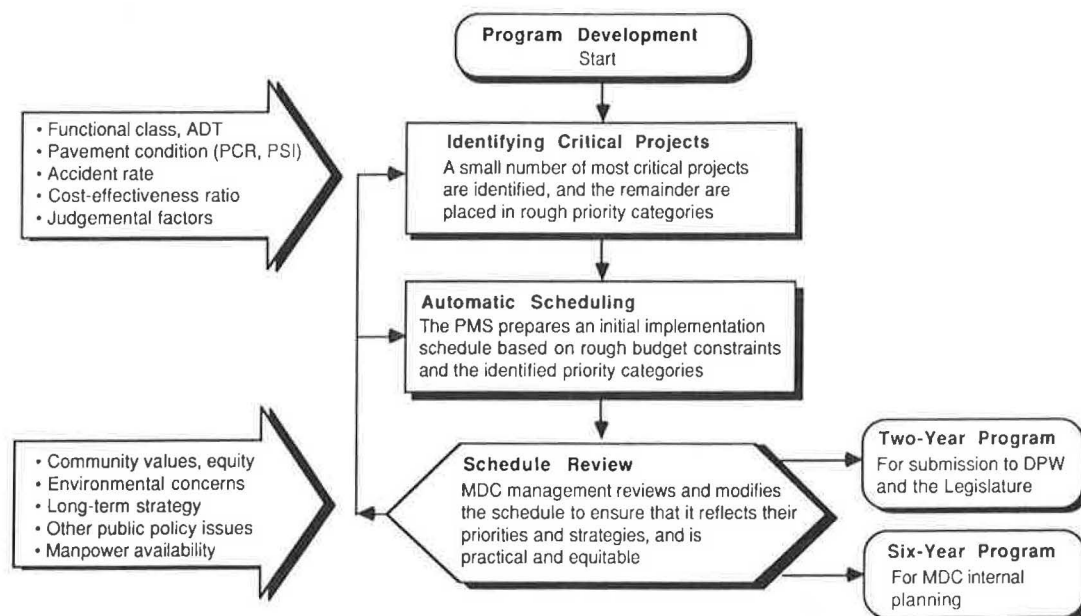 Program Development
Start
• Functional class, ADT
• Pavement condition (PCR, PSI)
• Accident rate
• Cost-effectiveness ratio
• Judgemental factors
Identifying Critical Projects
A small number of most critical projects
are identified, and the remainder are
placed in rough priority categories
Automatic Scheduling
The PMS prepares an initial implementation
schedule based on rough budget constraints
and the identified priority categories
• Community values, equity
• Environmental concerns
• Long-term strategy
• Other public policy issues
• Manpower availability
Schedule Review
MDC management reviews and modifies
the schedule to ensure that it reflects their
priorities and strategies, and is
practical and equitable
Two-Year Program
For submission to DPW
and the Legislature
Six-Year Program
For MDC internal
planning